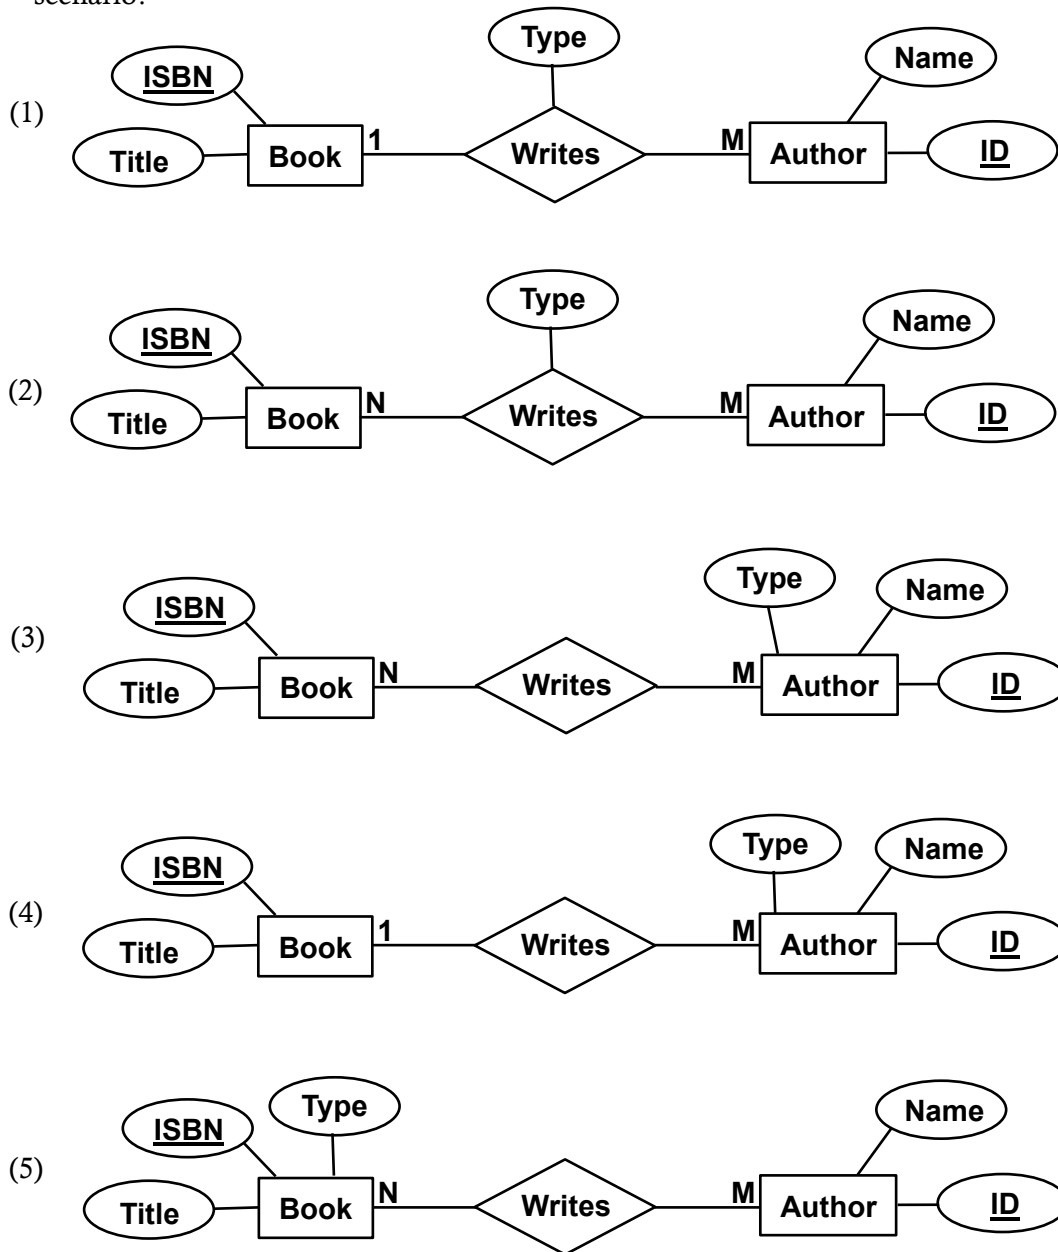 scenario?
Type
ISBN
Name
(1)
1
M
Book
Writes
Author
ID
Title
Type
ISBN
Name
(2)
N
M
Book
Writes
Author
ID
Title
Type
Name
ISBN
(3)
N
M
Book
Writes
Author
ID
Title
Type
Name
ISBN
(4)
1
M
Book
Writes
Author
ID
Title
Type
Name
ISBN
(5)
N
M
Book
Writes
Author
ID
Title